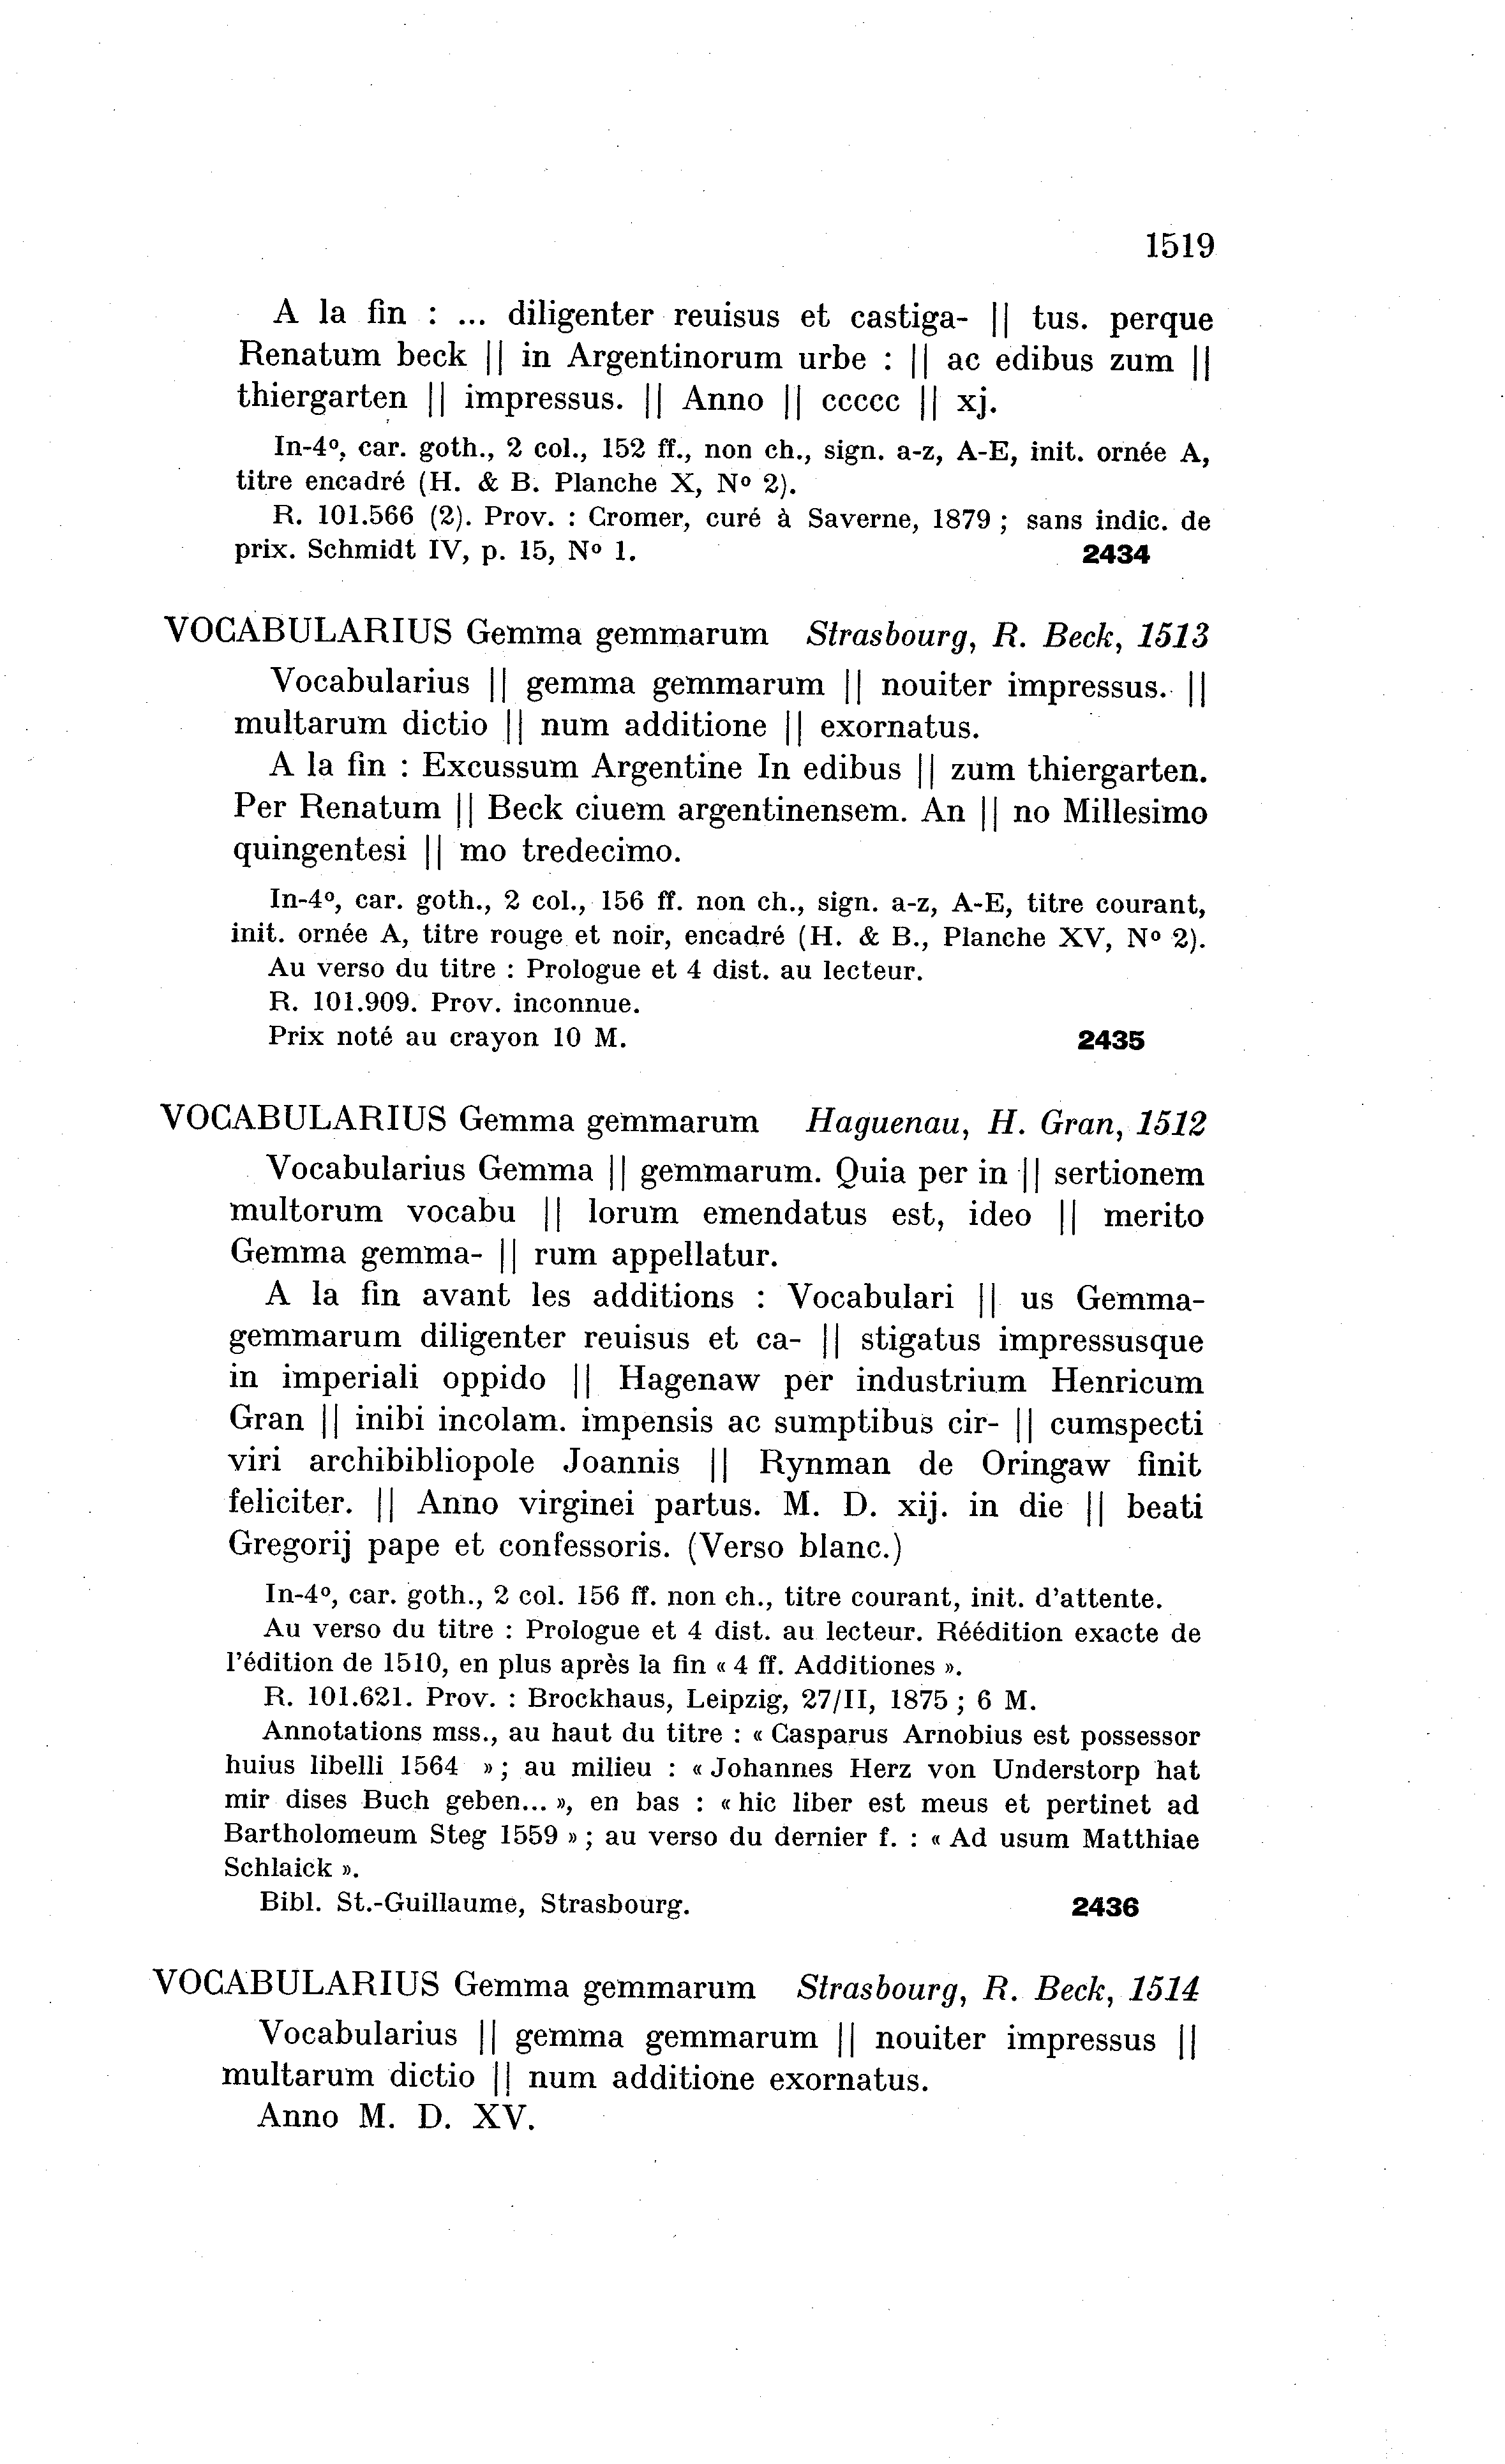 1519
A la fin : ... diligenter reuisus et castiga- || tus. perque
Renatum beck || in Argentinorum urbe : || ac edibus zum ||
thiergarten || impressus. || Anno || ccccc || xj.
In-4º, car. goth., 2 col., 152 ff., non ch., sign. a-z, A-E, init. ornée A,
titre encadré (H. & B. Planche X, Nº 2).
R. 101.566 (2). Prov. : Cromer, curé à Saverne, 1879 ; sans indic. de
prix. Schmidt IV, p. 15, Nº 1. 2434
VOCABULARIUS Gemma gemmarum Strasbourg, R. Beck, 1513
Vocabularius || gemma gemmarum || nouiter impressus. ||
multarum dictio || num additione || exornatus.
A la fin : Excussum Argentine In edibus || zum thiergarten.
Per Renatum || Beck ciuem argentinensem. An || no Millesimo
quingentesi || mo tredecimo.
In-4º, car. goth., 2 col., 156 ff. non ch., sign. a-z, A-E, titre courant,
init. ornée A, titre rouge et noir, encadré (H. & B., Planche XV, Nº 2).
Au verso du titre : Prologue et 4 dist. au lecteur.
R. 101.909. Prov. inconnue.
Prix noté au crayon 10 M. 2435
VOCABULARIUS Gemma gemmarum Haguenau, H. Gran, 1512
Vocabularius Gemma || gemmarum. Quia per in || sertionem
multorum vocabu || lorum emendatus est, ideo || merito
Gemma gemma- || rum appellatur.
A la fin avant les additions : Vocabulari || us Gemma-
gemmarum diligenter reuisus et ca- || stigatus impressusque
in imperiali oppido || Hagenaw per industrium Henricum
Gran || inibi incolam. impensis ac sumptibus cir- || cumspecti
viri archibibliopole Joannis || Rynman de Oringaw finit
feliciter. || Anno virginei partus. M. D. xij. in die || beati
Gregorij pape et confessoris. (Verso blanc.)
In-4º, car. goth., 2 col. 156 ff. non ch., titre courant, init. d'attente.
Au verso du titre : Prologue et 4 dist. au lecteur. Réédition exacte de
l'édition de 1510, en plus après la fin « 4 ff. Additiones ».
R. 101.621. Prov. : Brockhaus, Leipzig, 27/II, 1875 ; 6 M.
Annotations mss., au haut du titre : « Casparus Arnobius est possessor
huius libelli 1564 » ; au milieu : « Johannes Herz von Understorp hat
mir dises Buch geben... », en bas : « hic liber est meus et pertinet ad
Bartholomeum Steg 1559 » ; au verso du dernier f. : « Ad usum Matthiae
Schlaick ».
Bibl. St.-Guillaume, Strasbourg. 2436
VOCABULARIUS Gemma gemmarum Strasbourg, R. Beck, 1514
Vocabularius || gemma gemmarum || nouiter impressus ||
multarum dictio || num additione exornatus.
Anno M. D. XV.